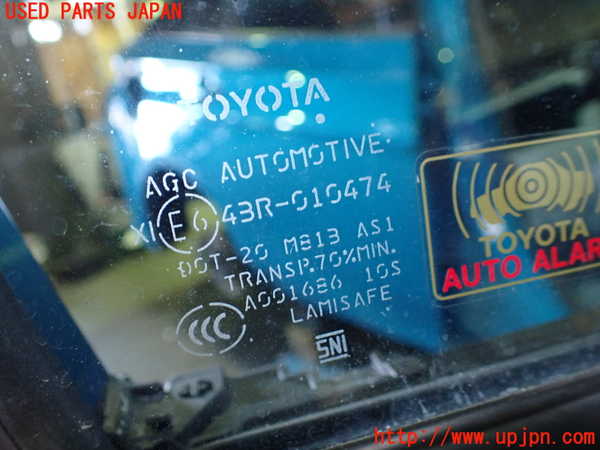 USED PARTS JAPAN
TOYOTA
AGC AUTOMOTIVE
XI E6 43R-010474
DOT-20 M813 AS1
TRANSP.70%MIN.
A001686 10S
LAMISAFE
CCC
SNI
TOYOTA
AUTO ALAR
http://www.upjpn.com